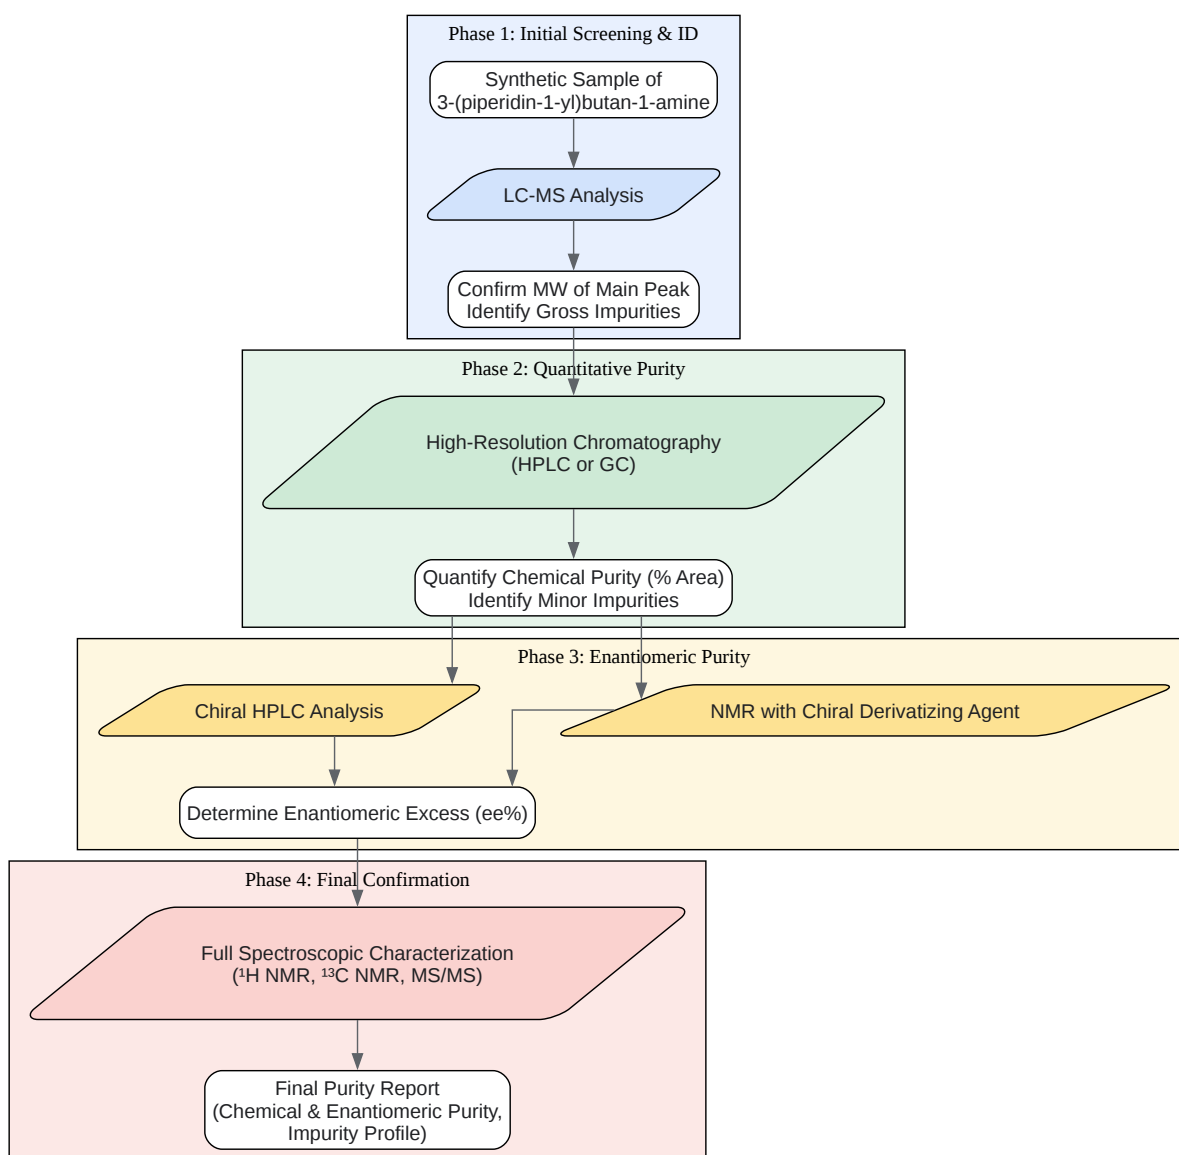 Phase 1: Initial Screening & ID
Synthetic Sample of
3-(piperidin-1-yl)butan-1-amine
LC-MS Analysis
Confirm MW of Main Peak
Identify Gross Impurities
Phase 2: Quantitative Purity
High-Resolution Chromatography
(HPLC or GC)
Quantify Chemical Purity (% Area)
Identify Minor Impurities
Phase 3: Enantiomeric Purity
Chiral HPLC Analysis
NMR with Chiral Derivatizing Agent
Determine Enantiomeric Excess (ee%)
Phase 4: Final Confirmation
Full Spectroscopic Characterization
(¹H NMR, ¹³C NMR, MS/MS)
Final Purity Report
(Chemical & Enantiomeric Purity,
Impurity Profile)